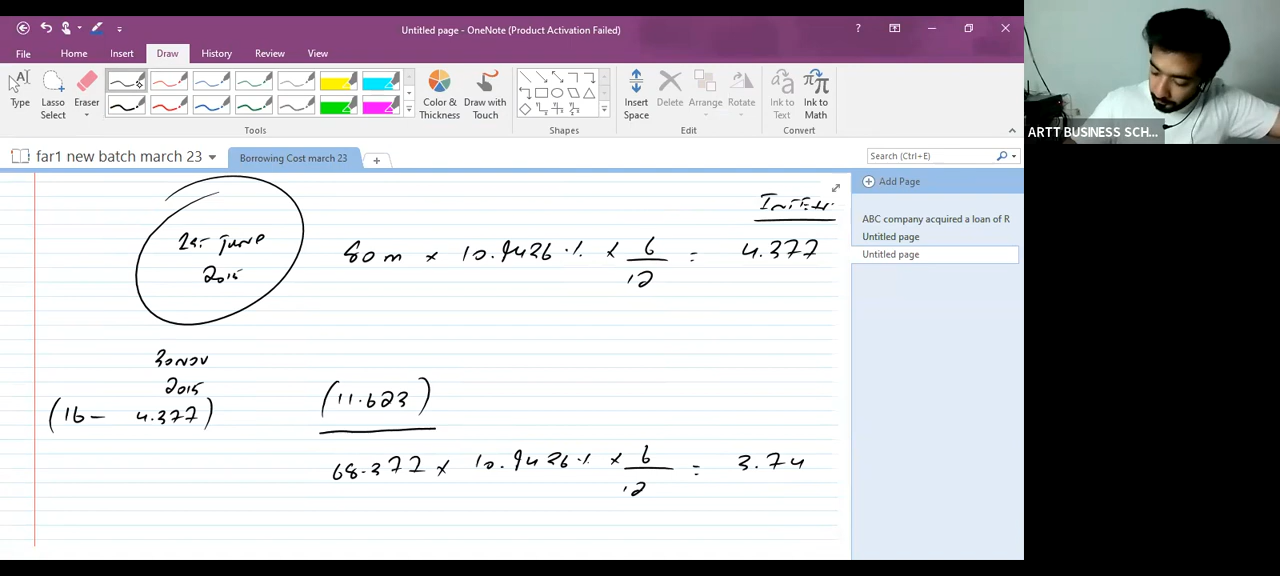 Untitled page - OneNote (Product Activation Failed)
?
File Home Insert Draw History Review View
Type Lasso Select Eraser Color & Thickness Draw with Touch Insert Space Delete Arrange Rotate Ink to Text Ink to Math
Tools Shapes Edit Convert
far1 new batch march 23 Borrowing Cost march 23 + Search (Ctrl+E)
ARTT BUSINESS SCH...
Add Page
ABC company acquired a loan of R
Untitled page
Untitled page
1st June
2015
80 m × 10.9426 % × 6/12 = 4.377
30 Nov
2015
(16 - 4.377)
(11.623)
68.377 × 10.9426 % × 6/12 = 3.74